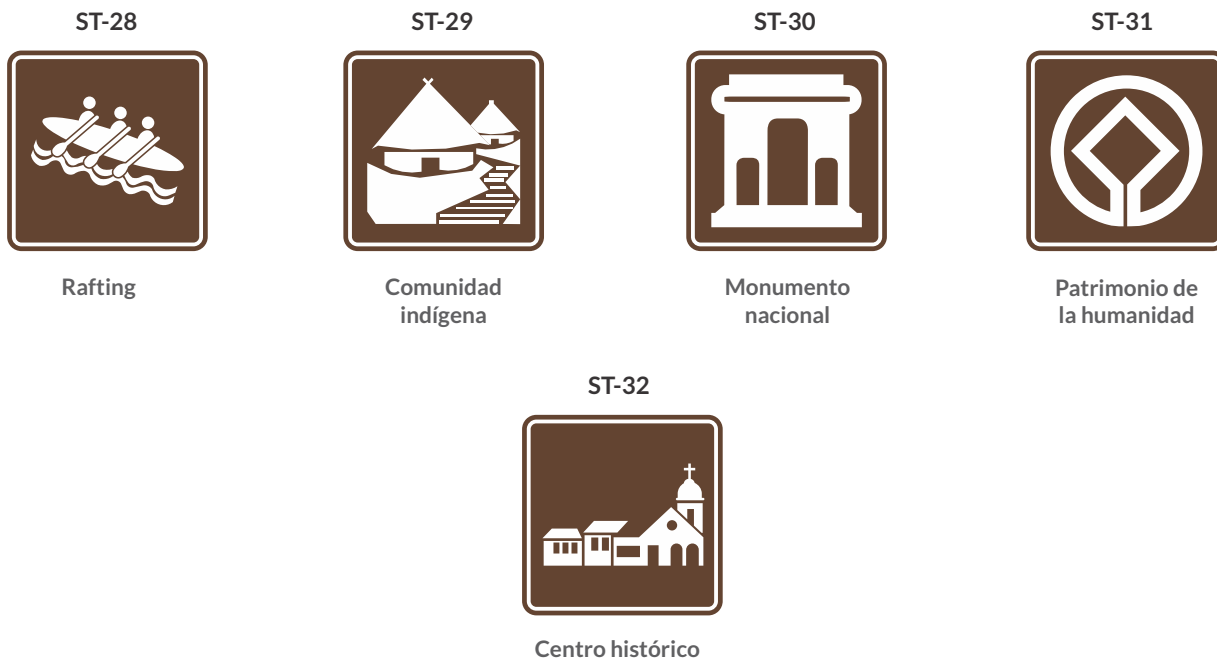 ST-28
ST-29
ST-30
ST-31
Rafting
Comunidad
indígena
Monumento
nacional
Patrimonio de
la humanidad
ST-32
Centro histórico